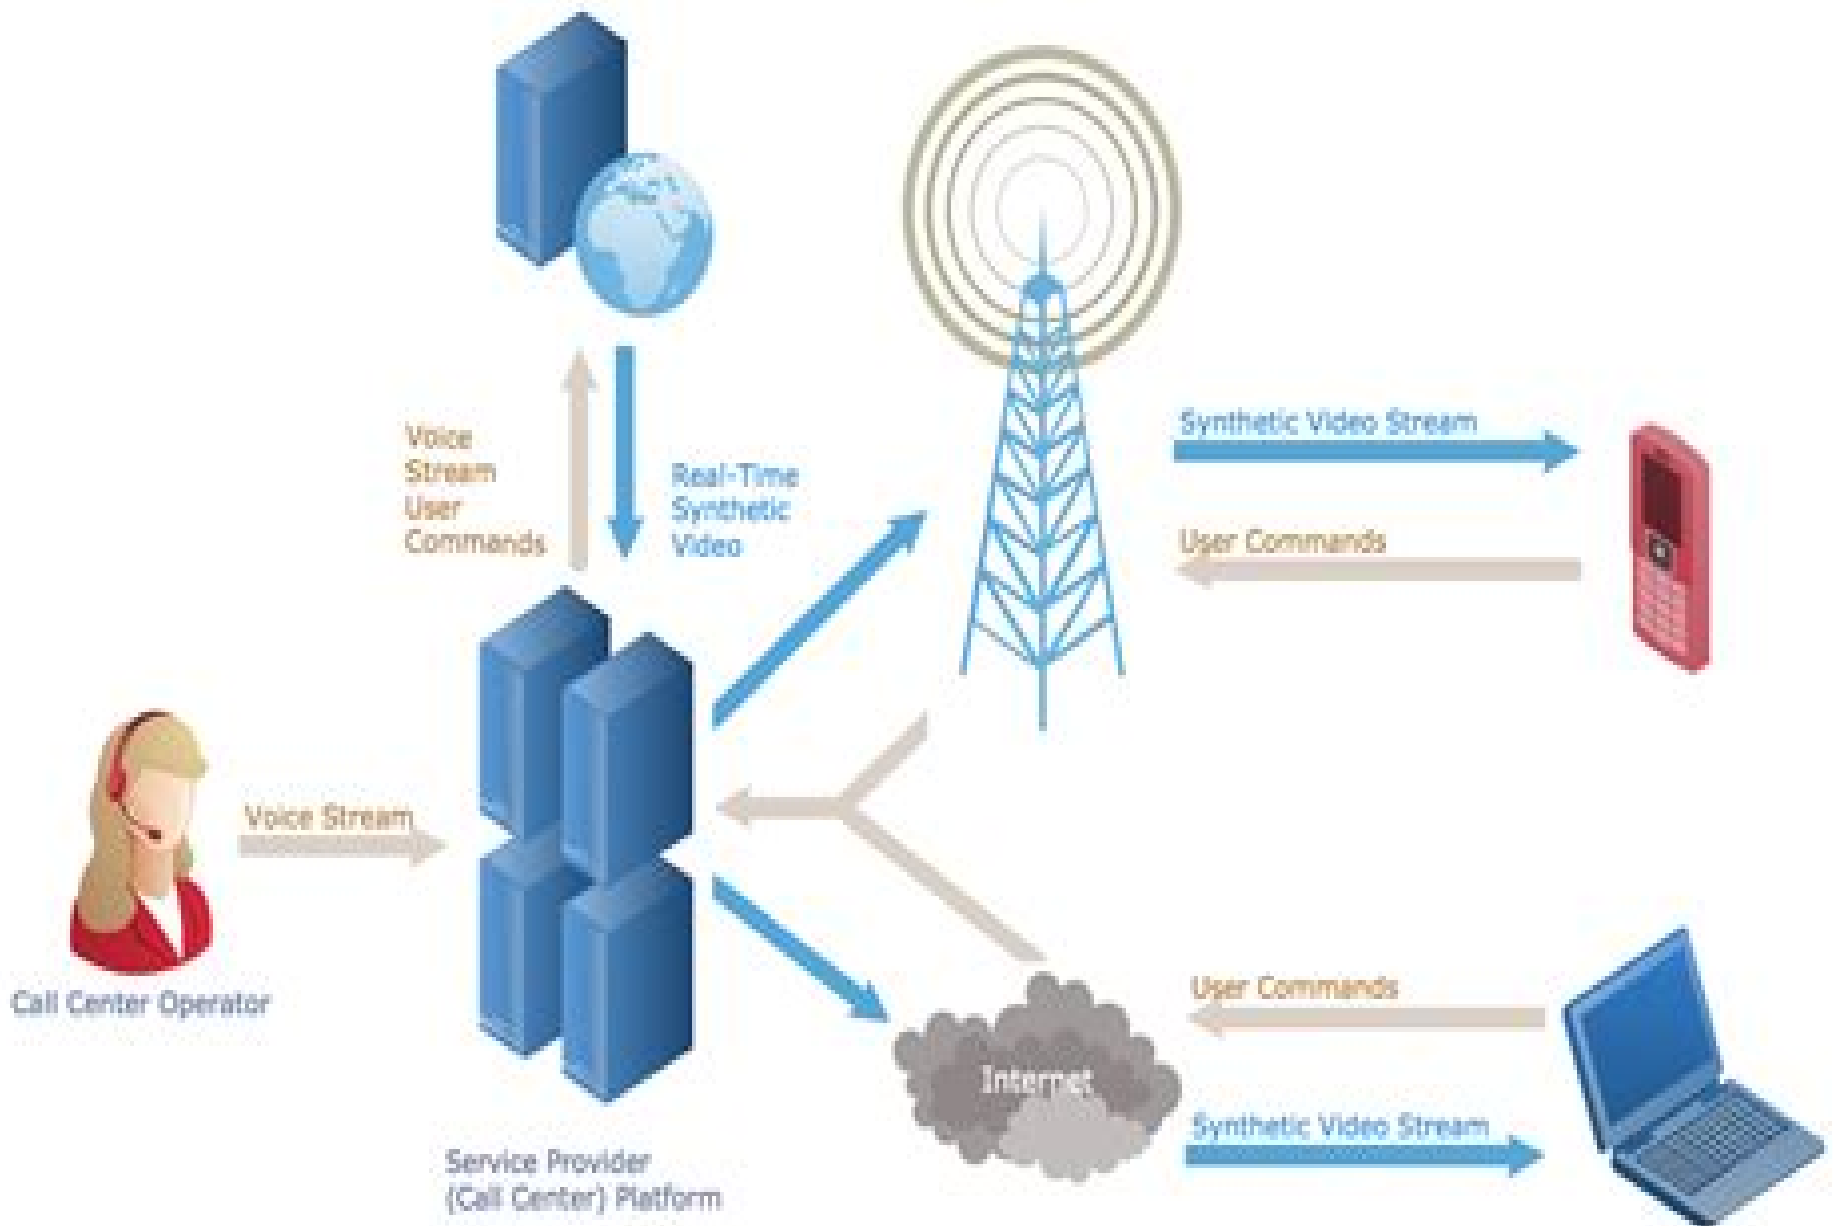 Voice
Stream
User
Commands
Real-Time
Synthetic
Video
Synthetic Video Stream
User Commands
Voice Stream
Call Center Operator
User Commands
Internet
Synthetic Video Stream
Service Provider
(Call Center) Platform